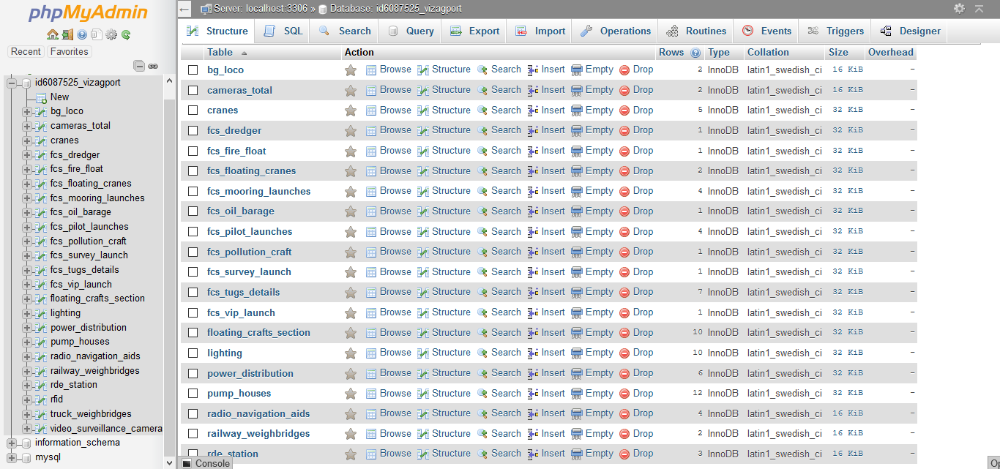 phpMyAdmin
Recent Favorites
id6087525_vizagport
New
bg_loco
cameras_total
cranes
fcs_dredger
fcs_fire_float
fcs_floating_cranes
fcs_mooring_launches
fcs_oil_barage
fcs_pilot_launches
fcs_pollution_craft
fcs_survey_launch
fcs_tugs_details
fcs_vip_launch
floating_crafts_section
lighting
power_distribution
pump_houses
radio_navigation_aids
railway_weighbridges
rde_station
rfid
truck_weighbridges
video_surveillance_camera
information_schema
mysql
Server: localhost:3306 » Database: id6087525_vizagport
Structure SQL Search Query Export Import Operations Routines Events Triggers Designer
Table Action Rows Type Collation Size Overhead
bg_loco Browse Structure Search Insert Empty Drop 2 InnoDB latin1_swedish_ci 16 KiB -
cameras_total Browse Structure Search Insert Empty Drop 2 InnoDB latin1_swedish_ci 16 KiB -
cranes Browse Structure Search Insert Empty Drop 5 InnoDB latin1_swedish_ci 32 KiB -
fcs_dredger Browse Structure Search Insert Empty Drop 1 InnoDB latin1_swedish_ci 32 KiB -
fcs_fire_float Browse Structure Search Insert Empty Drop 1 InnoDB latin1_swedish_ci 32 KiB -
fcs_floating_cranes Browse Structure Search Insert Empty Drop 2 InnoDB latin1_swedish_ci 32 KiB -
fcs_mooring_launches Browse Structure Search Insert Empty Drop 4 InnoDB latin1_swedish_ci 32 KiB -
fcs_oil_barage Browse Structure Search Insert Empty Drop 1 InnoDB latin1_swedish_ci 32 KiB -
fcs_pilot_launches Browse Structure Search Insert Empty Drop 4 InnoDB latin1_swedish_ci 32 KiB -
fcs_pollution_craft Browse Structure Search Insert Empty Drop 1 InnoDB latin1_swedish_ci 32 KiB -
fcs_survey_launch Browse Structure Search Insert Empty Drop 1 InnoDB latin1_swedish_ci 32 KiB -
fcs_tugs_details Browse Structure Search Insert Empty Drop 7 InnoDB latin1_swedish_ci 32 KiB -
fcs_vip_launch Browse Structure Search Insert Empty Drop 1 InnoDB latin1_swedish_ci 32 KiB -
floating_crafts_section Browse Structure Search Insert Empty Drop 10 InnoDB latin1_swedish_ci 32 KiB -
lighting Browse Structure Search Insert Empty Drop 10 InnoDB latin1_swedish_ci 32 KiB -
power_distribution Browse Structure Search Insert Empty Drop 6 InnoDB latin1_swedish_ci 32 KiB -
pump_houses Browse Structure Search Insert Empty Drop 12 InnoDB latin1_swedish_ci 32 KiB -
radio_navigation_aids Browse Structure Search Insert Empty Drop 4 InnoDB latin1_swedish_ci 16 KiB -
railway_weighbridges Browse Structure Search Insert Empty Drop 2 InnoDB latin1_swedish_ci 16 KiB -
rde_station Browse Structure Search Insert Empty Drop 3 InnoDB latin1_swedish_ci 16 KiB -
Console